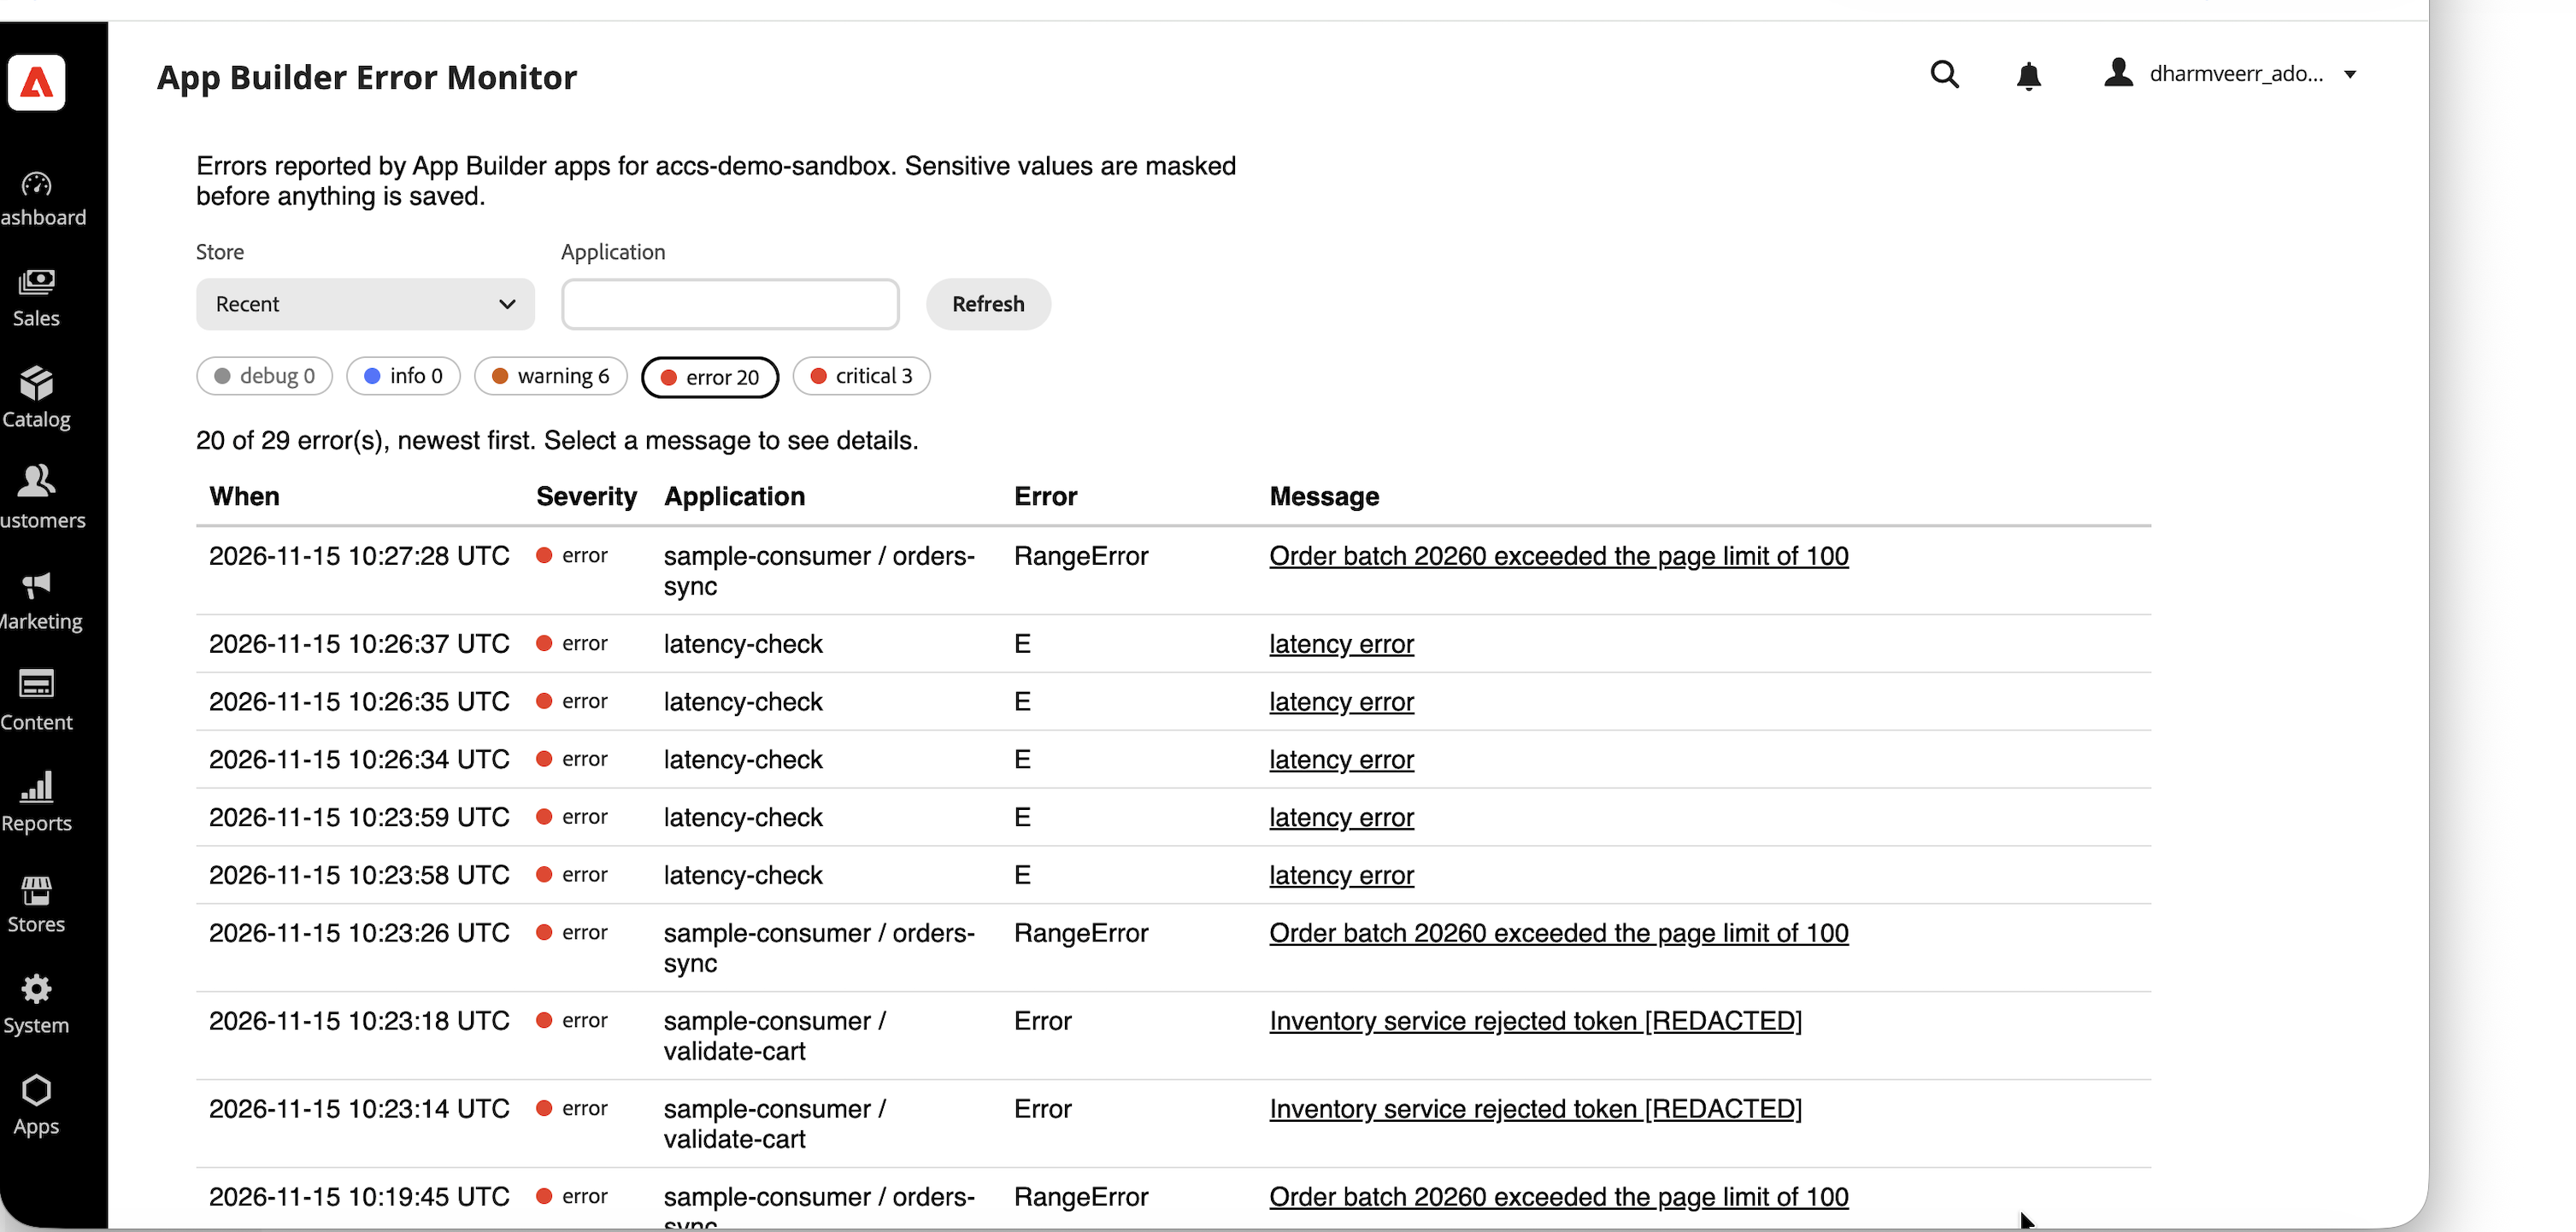 App Builder Error Monitor
dharmveerr_ado...
ashboard
Sales
Catalog
ustomers
Marketing
Content
Reports
Stores
System
Apps
Errors reported by App Builder apps for accs-demo-sandbox. Sensitive values are masked
before anything is saved.
Store
Application
Recent
Refresh
debug 0
info 0
warning 6
error 20
critical 3
20 of 29 error(s), newest first. Select a message to see details.
When Severity Application Error Message
2026-11-15 10:27:28 UTC error sample-consumer / orders- RangeError Order batch 20260 exceeded the page limit of 100
sync
2026-11-15 10:26:37 UTC error latency-check E latency error
2026-11-15 10:26:35 UTC error latency-check E latency error
2026-11-15 10:26:34 UTC error latency-check E latency error
2026-11-15 10:23:59 UTC error latency-check E latency error
2026-11-15 10:23:58 UTC error latency-check E latency error
2026-11-15 10:23:26 UTC error sample-consumer / orders- RangeError Order batch 20260 exceeded the page limit of 100
sync
2026-11-15 10:23:18 UTC error sample-consumer / Error Inventory service rejected token [REDACTED]
validate-cart
2026-11-15 10:23:14 UTC error sample-consumer / Error Inventory service rejected token [REDACTED]
validate-cart
2026-11-15 10:19:45 UTC error sample-consumer / orders- RangeError Order batch 20260 exceeded the page limit of 100
sync